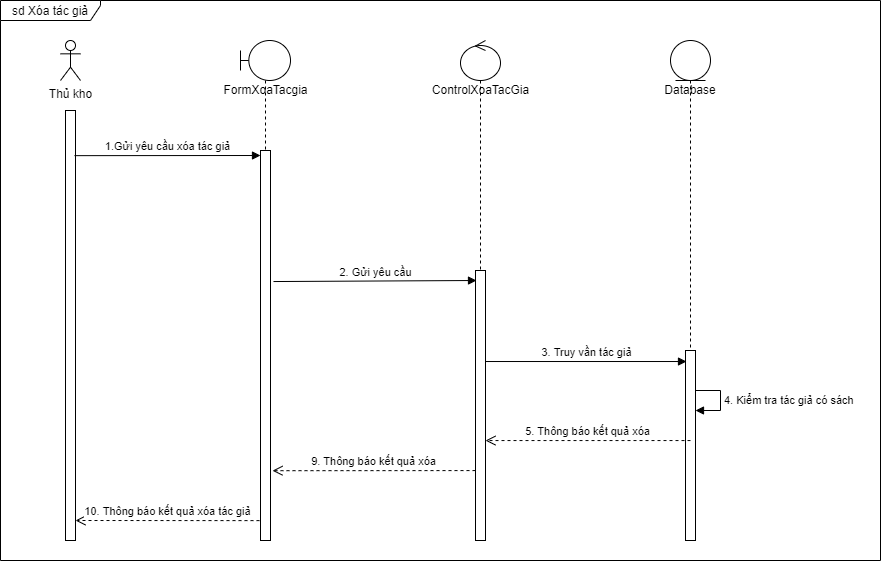 sd Xóa tác giả
Thủ kho
FormXoaTacgia
ControlXoaTacGia
Database
1.Gửi yêu cầu xóa tác giả
2. Gửi yêu cầu
3. Truy vần tác giả
4. Kiểm tra tác giả có sách
5. Thông báo kết quả xóa
9. Thông báo kết quả xóa
10. Thông báo kết quả xóa tác giả